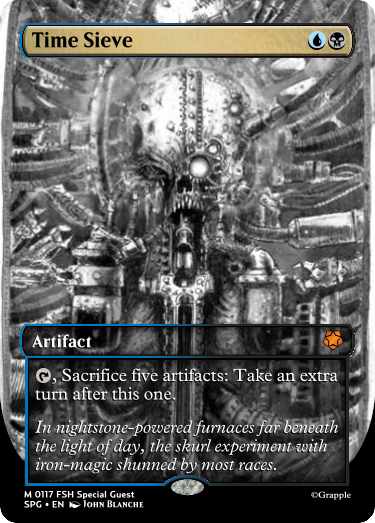 Time Sieve
Artifact
, Sacrifice five artifacts: Take an extra
turn after this one.
In nightstone-powered furnaces far beneath
the light of day, the skurl experiment with
iron-magic shunned by most races.
M 0117 FSH Special Guest
SPG • EN John Blanche
©Grapple